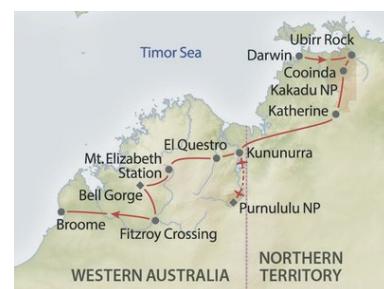 Ubirr Rock
Timor Sea
Darwin
Cooinda
Kakadu NP
Katherine
El Questro
Kununurra
Mt. Elizabeth
Station
Bell Gorge
Purnululu NP
Broome
Fitzroy Crossing
NORTHERN
WESTERN AUSTRALIA
TERRITORY